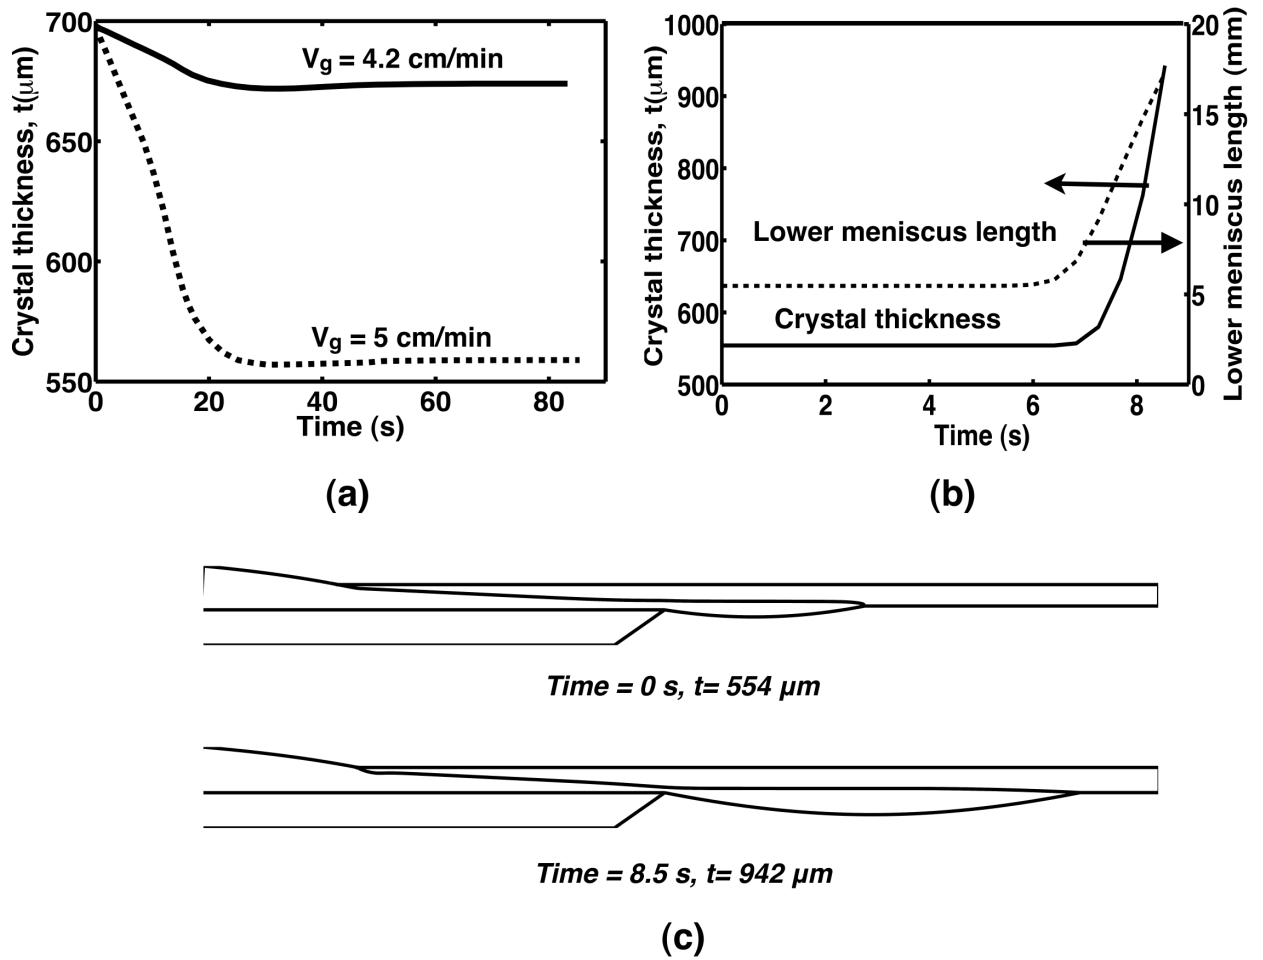 700
650
600
550
Crystal thickness, t(μm)
V_g = 4.2 cm/min
V_g = 5 cm/min
0 20 40 60 80
Time (s)
(a)
1000
900
800
700
600
500
Crystal thickness, t(μm)
Lower meniscus length
Crystal thickness
20
15
10
5
0
Lower meniscus length (mm)
0 2 4 6 8
Time (s)
(b)
Time = 0 s, t= 554 μm
Time = 8.5 s, t= 942 μm
(c)